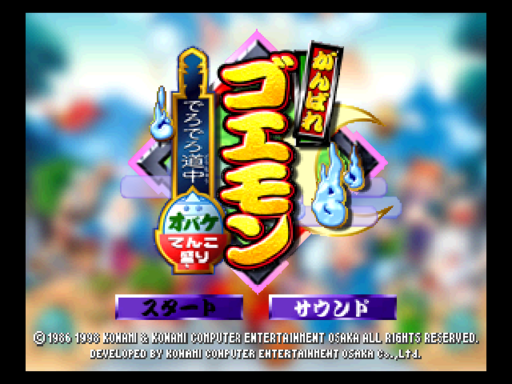 がんばれ
ゴエモン
でろでろ道中
オバケ
てんこ
盛り
スタート
サウンド
©1986 1998 KONAMI & KONAMI COMPUTER ENTERTAINMENT OSAKA ALL RIGHTS RESERVED.
DEVELOPED BY KONAMI COMPUTER ENTERTAINMENT OSAKA Co.,Ltd.